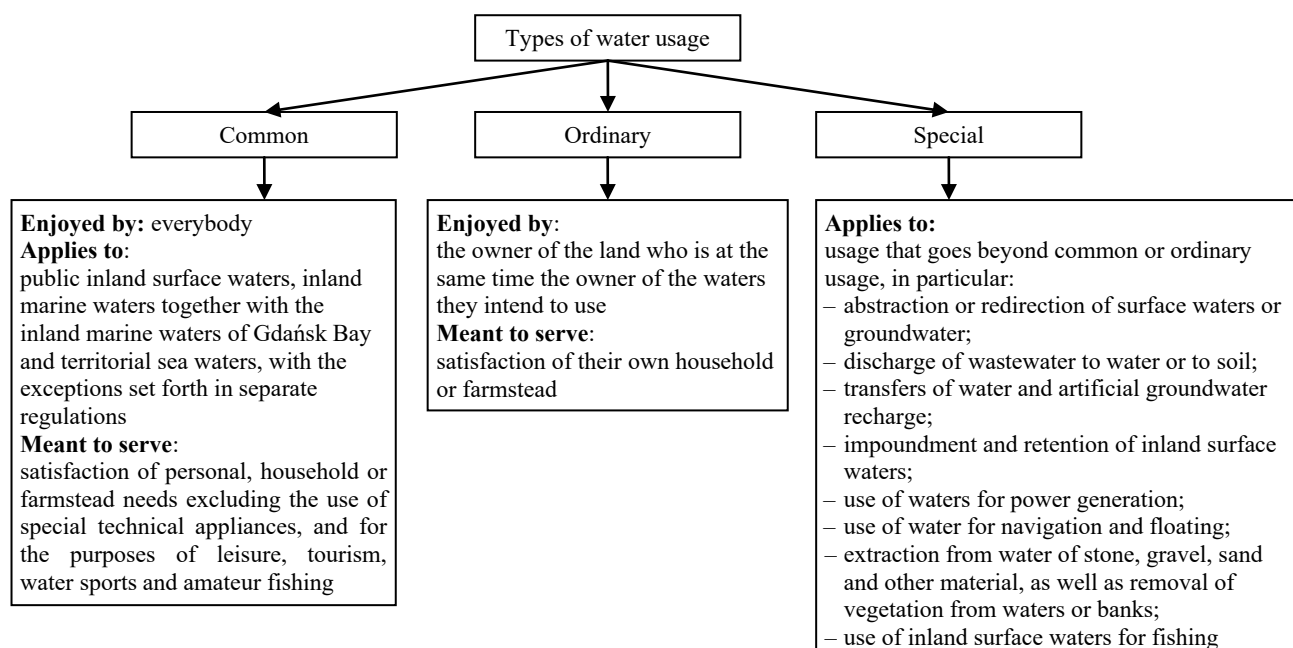 Types of water usage
Common
Ordinary
Special
Enjoyed by: everybody
Applies to:
public inland surface waters, inland
marine waters together with the
inland marine waters of Gdańsk Bay
and territorial sea waters, with the
exceptions set forth in separate
regulations
Meant to serve:
satisfaction of personal, household or
farmstead needs excluding the use of
special technical appliances, and for
the purposes of leisure, tourism,
water sports and amateur fishing
Enjoyed by:
the owner of the land who is at the
same time the owner of the waters
they intend to use
Meant to serve:
satisfaction of their own household
or farmstead
Applies to:
usage that goes beyond common or ordinary
usage, in particular:
– abstraction or redirection of surface waters or
groundwater;
– discharge of wastewater to water or to soil;
– transfers of water and artificial groundwater
recharge;
– impoundment and retention of inland surface
waters;
– use of waters for power generation;
– use of water for navigation and floating;
– extraction from water of stone, gravel, sand
and other material, as well as removal of
vegetation from waters or banks;
– use of inland surface waters for fishing